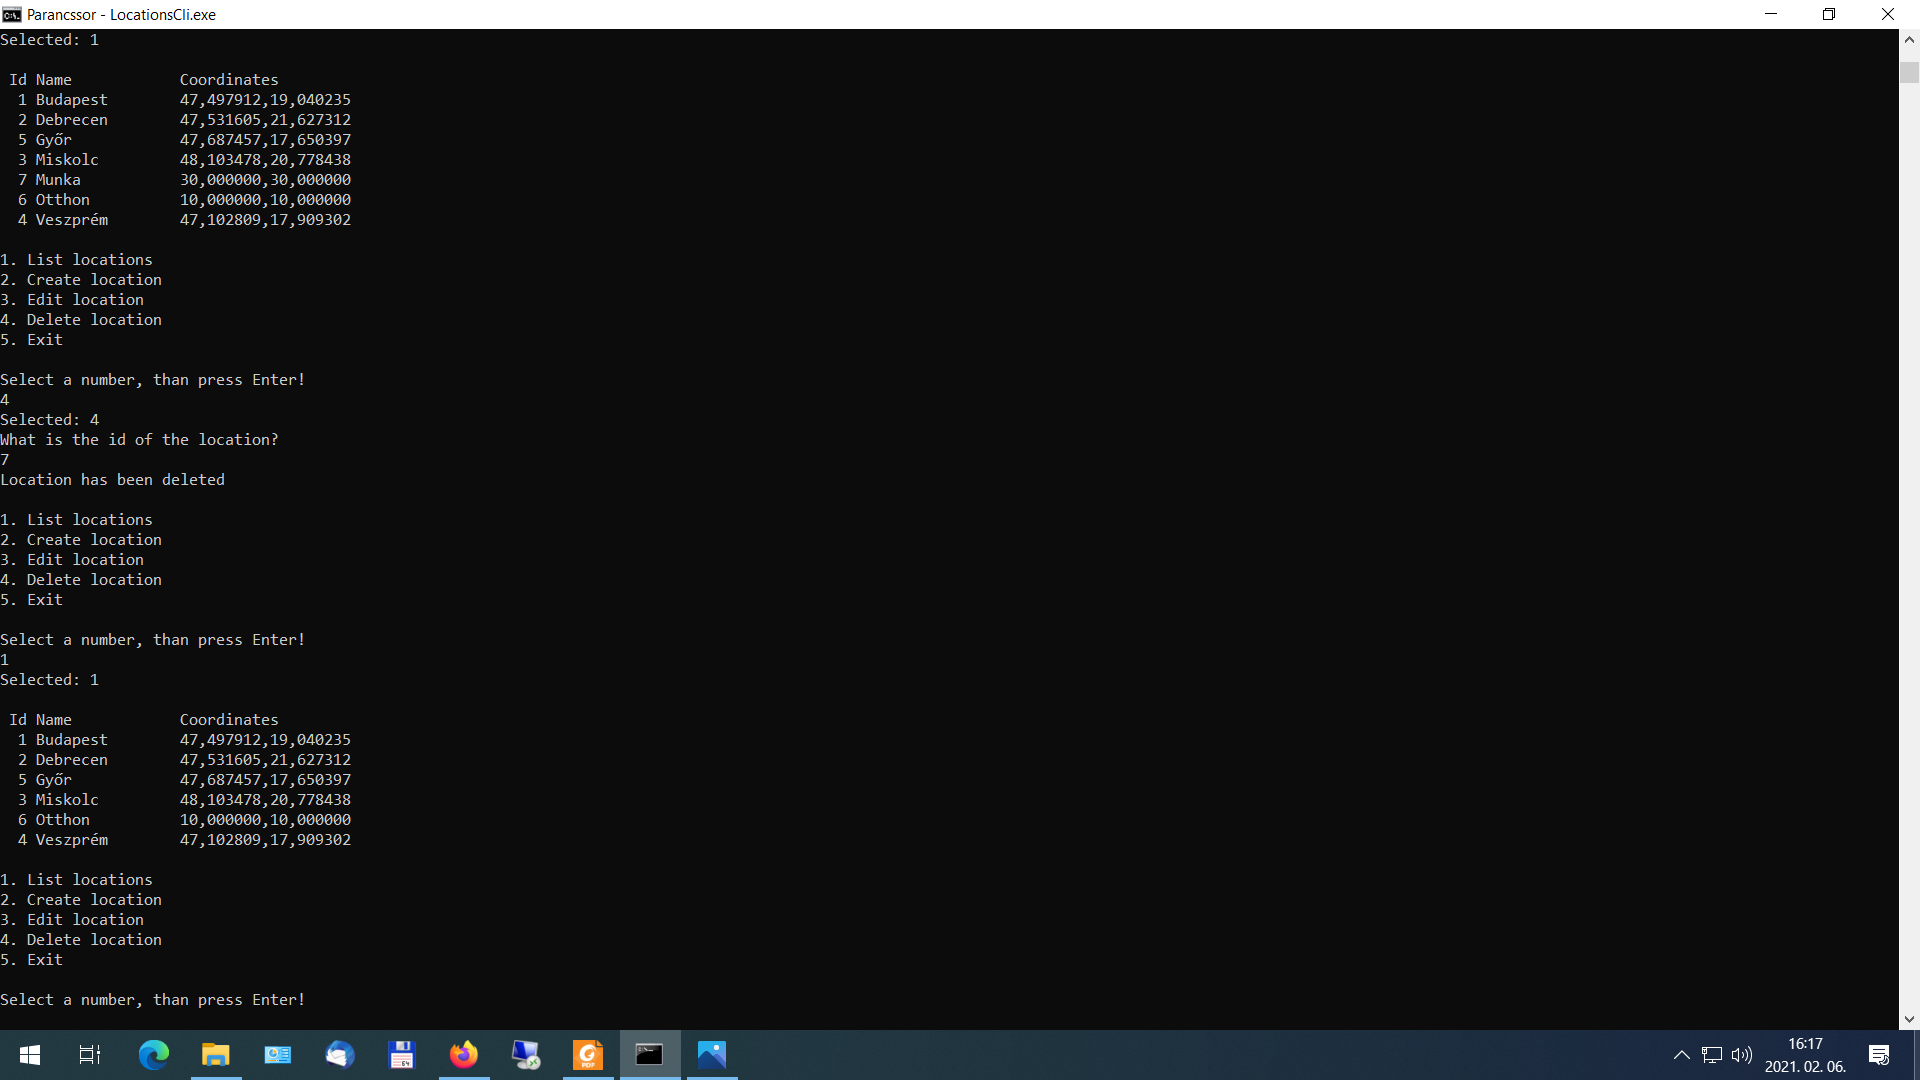 Parancssor - LocationsCli.exe
Selected: 1
Id Name Coordinates
1 Budapest 47,497912,19,040235
2 Debrecen 47,531605,21,627312
5 Győr 47,687457,17,650397
3 Miskolc 48,103478,20,778438
7 Munka 30,000000,30,000000
6 Otthon 10,000000,10,000000
4 Veszprém 47,102809,17,909302
1. List locations
2. Create location
3. Edit location
4. Delete location
5. Exit
Select a number, than press Enter!
4
Selected: 4
What is the id of the location?
7
Location has been deleted
1. List locations
2. Create location
3. Edit location
4. Delete location
5. Exit
Select a number, than press Enter!
1
Selected: 1
Id Name Coordinates
1 Budapest 47,497912,19,040235
2 Debrecen 47,531605,21,627312
5 Győr 47,687457,17,650397
3 Miskolc 48,103478,20,778438
6 Otthon 10,000000,10,000000
4 Veszprém 47,102809,17,909302
1. List locations
2. Create location
3. Edit location
4. Delete location
5. Exit
Select a number, than press Enter!
64
PDF
16:17
2021. 02. 06.